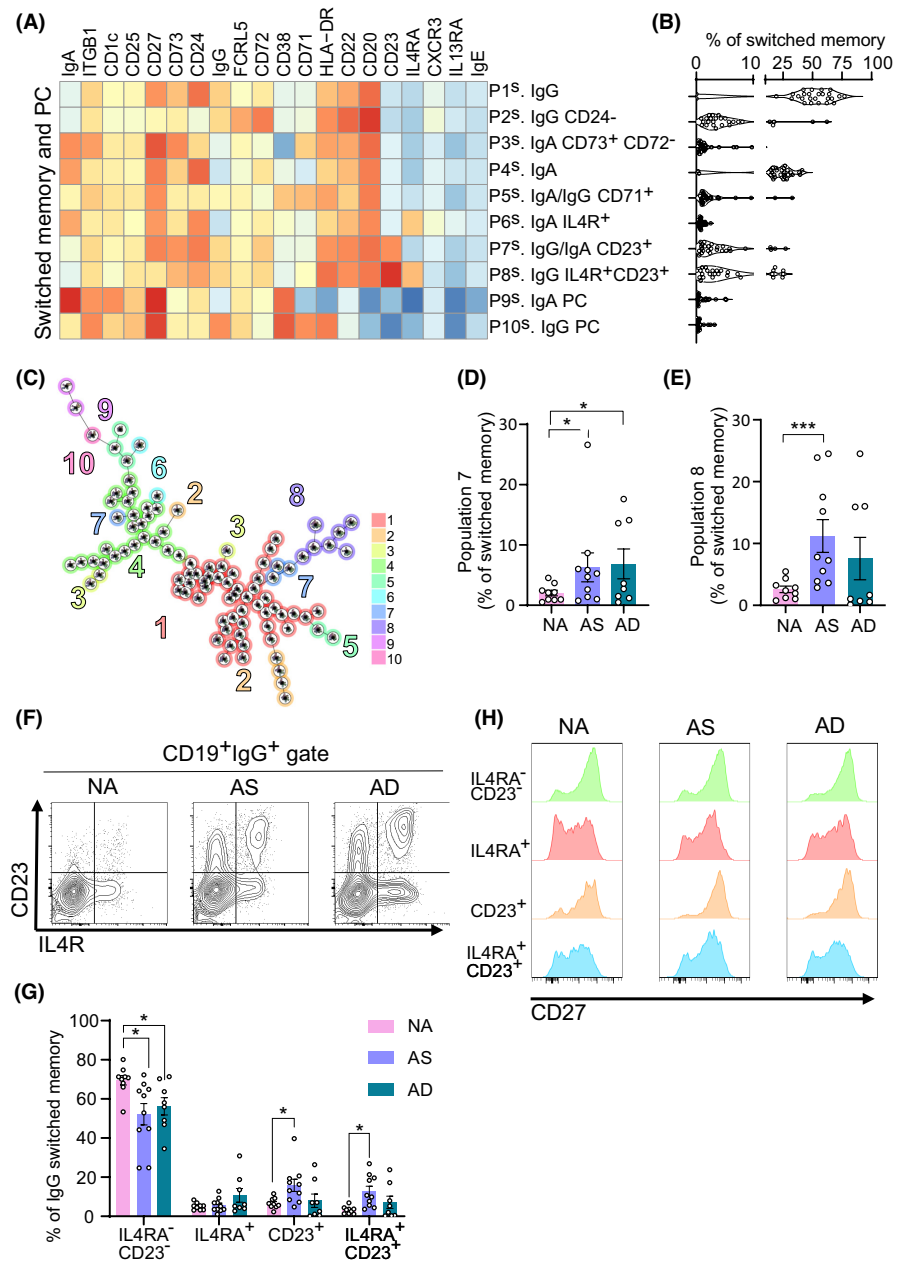 (A)
IgA ITGB1 CD1c CD25 CD27 CD73 CD24 IgG FCRL5 CD72 CD38 CD71 HLA−DR CD22 CD20 CD23 IL4RA CXCR3 IL13RA IgE
Switched memory and PC
P1S. IgG
P2S. IgG CD24-
P3S. IgA CD73+ CD72-
P4S. IgA
P5S. IgA/IgG CD71+
P6S. IgA IL4R+
P7S. IgG/IgA CD23+
P8S. IgG IL4R+CD23+
P9S. IgA PC
P10S. IgG PC
(B)
% of switched memory
0 10 25 50 75 100
0 10
(C)
9
10
6
2
7
4
3
3
1
8
7
5
2
1
2
3
4
5
6
7
8
9
10
(D)
Population 7
(% of switched memory)
30
20
10
0
* *
NA AS AD
(E)
Population 8
(% of switched memory)
30
20
10
0
***
NA AS AD
(F)
CD19+IgG+ gate
NA AS AD
CD23
IL4R
(G)
% of IgG switched memory
100
80
60
40
20
0
* * * *
NA
AS
AD
IL4RA- CD23-
IL4RA+
CD23+
IL4RA+ CD23+
(H)
NA AS AD
IL4RA-
CD23-
IL4RA+
CD23+
IL4RA+
CD23+
CD27